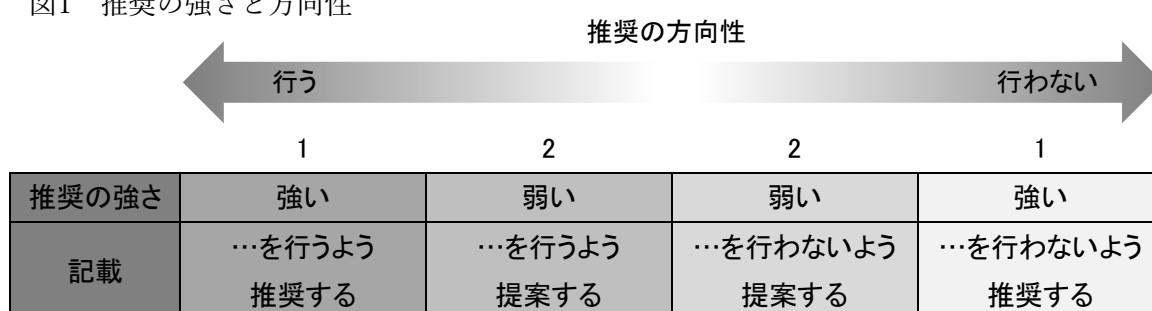 図1 推奨の強さと方向性
推奨の方向性
行う 行わない
1 2 2 1
推奨の強さ 強い 弱い 弱い 強い
記載 …を行うよう推奨する …を行うよう提案する …を行わないよう提案する …を行わないよう推奨する